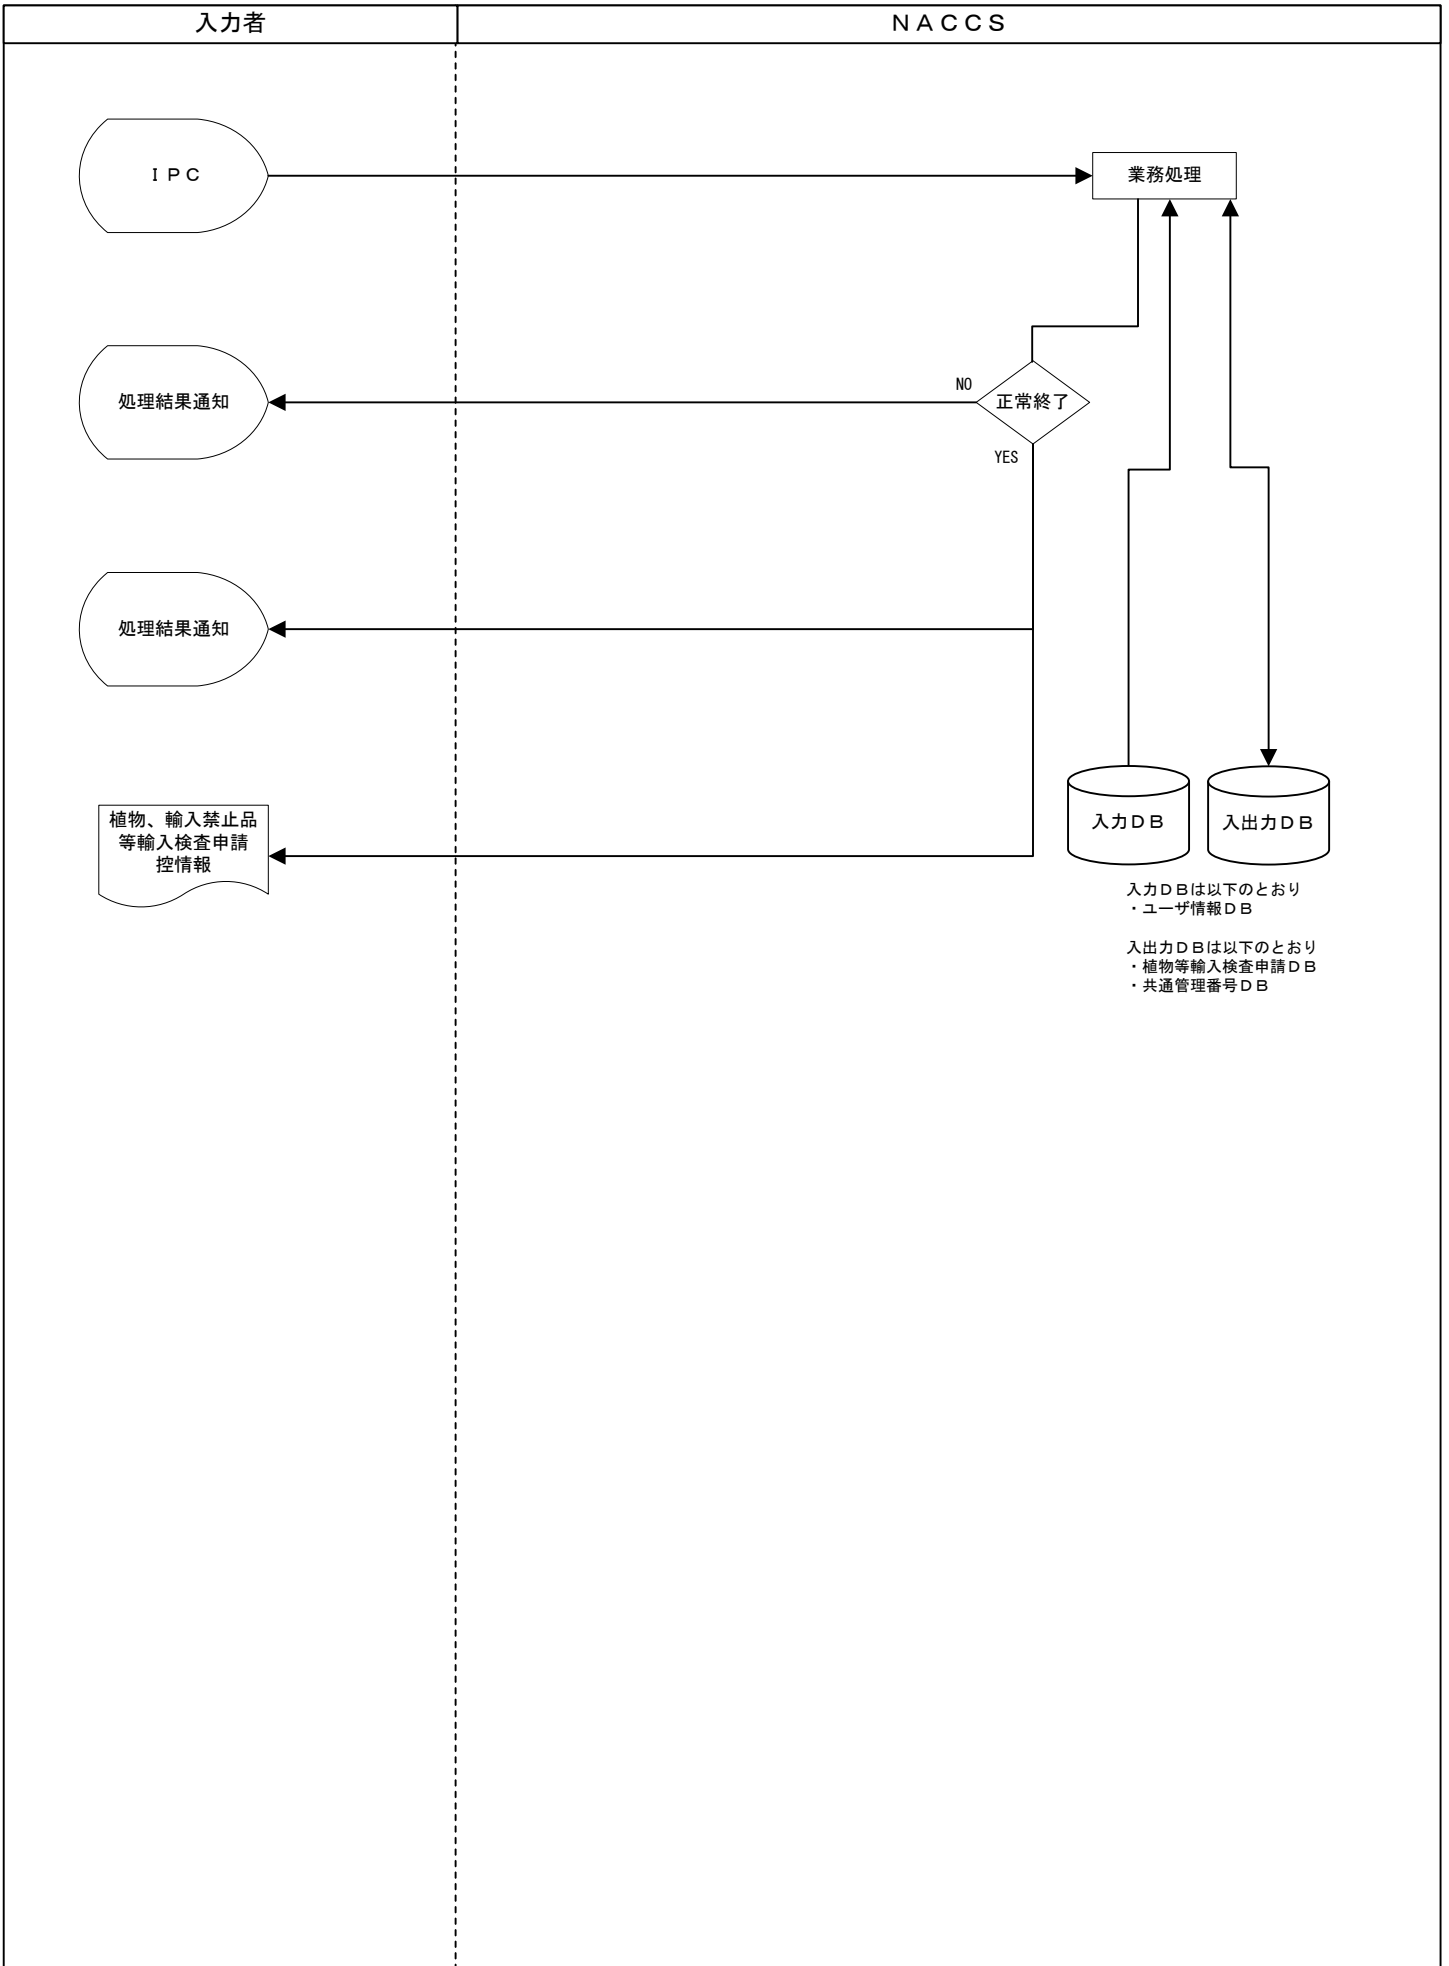 入力者
ＮＡＣＣＳ
ＩＰＣ
業務処理
処理結果通知
NO
正常終了
YES
処理結果通知
植物、輸入禁止品
等輸入検査申請
控情報
入力ＤＢ
入出力ＤＢ
入力ＤＢは以下のとおり
・ユーザ情報ＤＢ
入出力ＤＢは以下のとおり
・植物等輸入検査申請ＤＢ
・共通管理番号ＤＢ